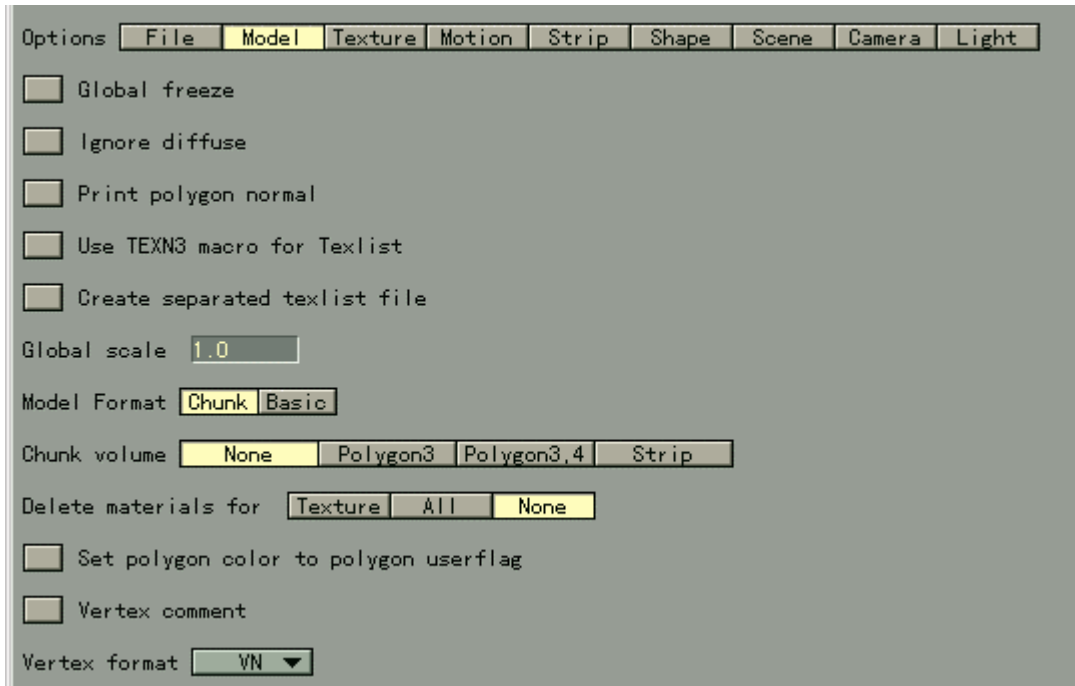 Options File Model Texture Motion Strip Shape Scene Camera Light
Global freeze
Ignore diffuse
Print polygon normal
Use TEXN3 macro for Texlist
Create separated texlist file
Global scale 1.0
Model Format Chunk Basic
Chunk volume None Polygon3 Polygon3,4 Strip
Delete materials for Texture All None
Set polygon color to polygon userflag
Vertex comment
Vertex format VN